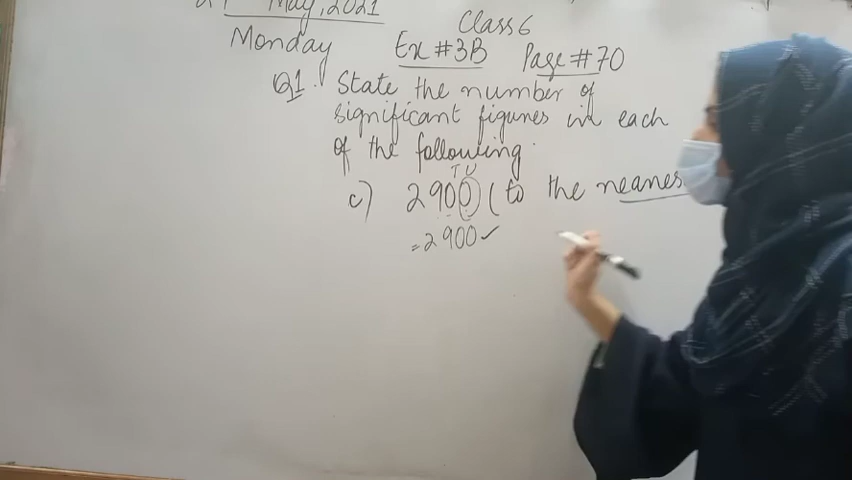 May, 2021
Monday
Class 6
Ex #3B Page #70
Q1. State the number of
significant figures in each
of the following.
T U
c) 2900 (to the neares
= 2900 ✓